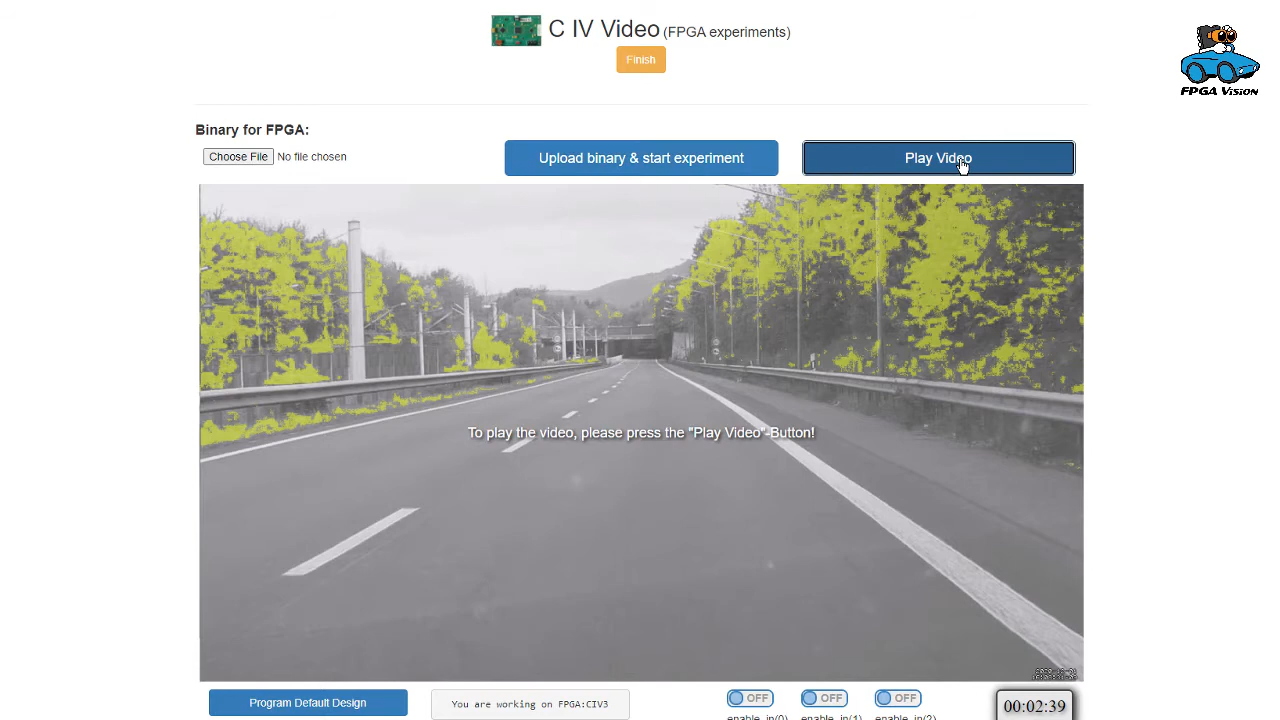 C IV Video (FPGA experiments)
Finish
FPGA VISION
Binary for FPGA:
Choose File No file chosen
Upload binary & start experiment
Play Video
To play the video, please press the "Play Video"-Button!
Program Default Design
You are working on FPGA:CIV3
OFF OFF OFF
enable_in(0) enable_in(1) enable_in(2)
00:02:39